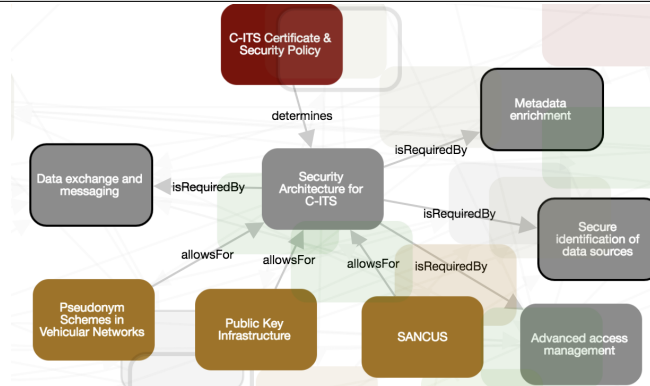 C-ITS Certificate &
Security Policy
determines
Metadata
enrichment
isRequiredBy
Data exchange and
messaging
isRequiredBy
Security
Architecture for
C-ITS
isRequiredBy
Secure
identification of
data sources
allowsFor
allowsFor
allowsFor
isRequiredBy
Pseudonym
Schemes in
Vehicular Networks
Public Key
Infrastructure
SANCUS
Advanced access
management